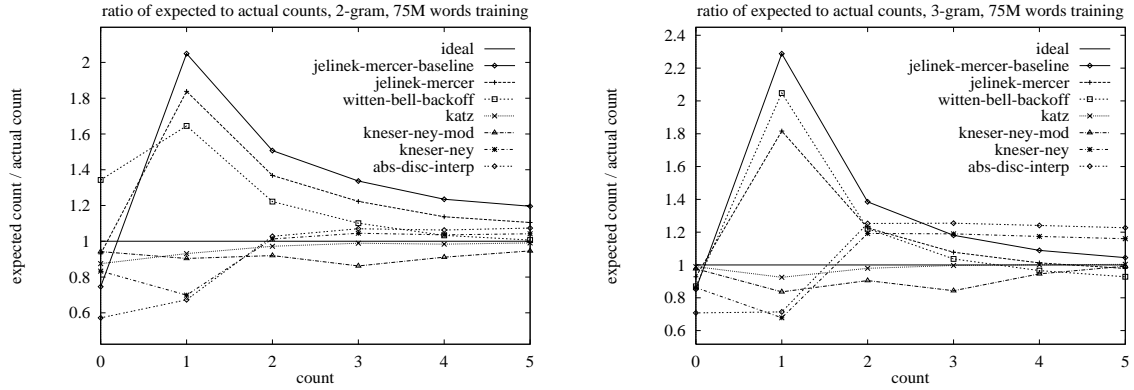 ratio of expected to actual counts, 2-gram, 75M words training
expected count / actual count
2
1.8
1.6
1.4
1.2
1
0.8
0.6
0
1
2
3
4
5
count
ideal
jelinek-mercer-baseline
jelinek-mercer
witten-bell-backoff
katz
kneser-ney-mod
kneser-ney
abs-disc-interp
ratio of expected to actual counts, 3-gram, 75M words training
expected count / actual count
2.4
2.2
2
1.8
1.6
1.4
1.2
1
0.8
0.6
0
1
2
3
4
5
count
ideal
jelinek-mercer-baseline
jelinek-mercer
witten-bell-backoff
katz
kneser-ney-mod
kneser-ney
abs-disc-interp